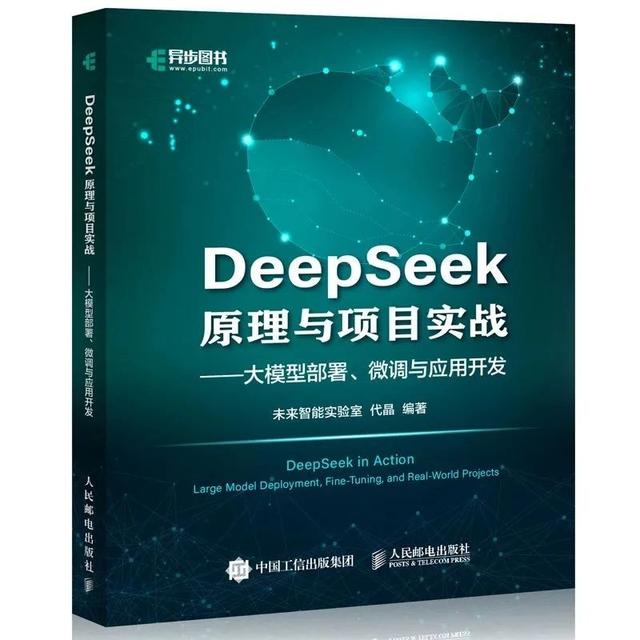 异步图书
www.epubit.com
DeepSeek
原理与项目实战
——大模型部署、微调与应用开发
未来智能实验室 代晶 编著
DeepSeek in Action
Large Model Deployment, Fine-Tuning, and Real-World Projects
中国工信出版集团
人民邮电出版社
POSTS & TELECOM PRESS
DeepSeek 原理与项目实战——大模型部署、微调与应用开发
人民邮电出版社